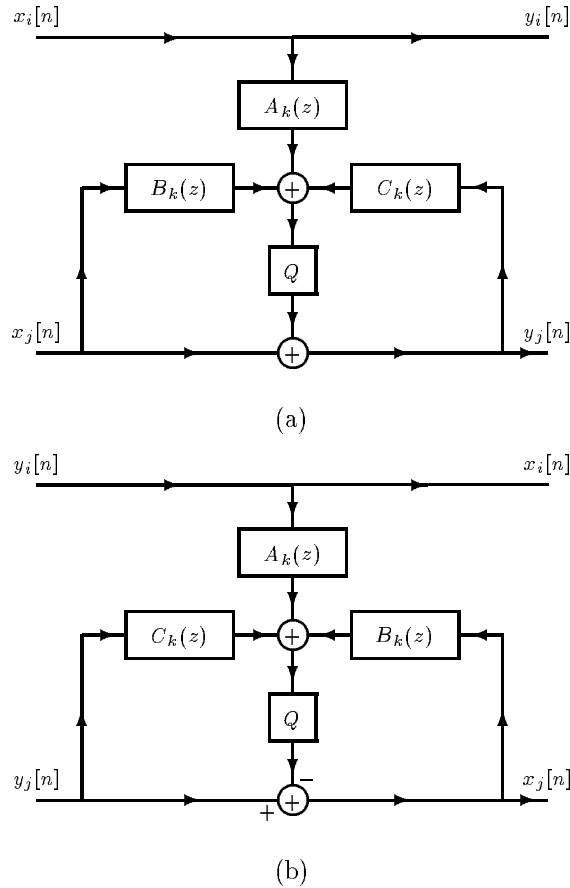 x_i[n] y_i[n]
A_k(z)
B_k(z) + C_k(z)
Q
x_j[n] y_j[n]
+
(a)
y_i[n] x_i[n]
A_k(z)
C_k(z) + B_k(z)
Q
−
y_j[n] x_j[n]
+ +
(b)